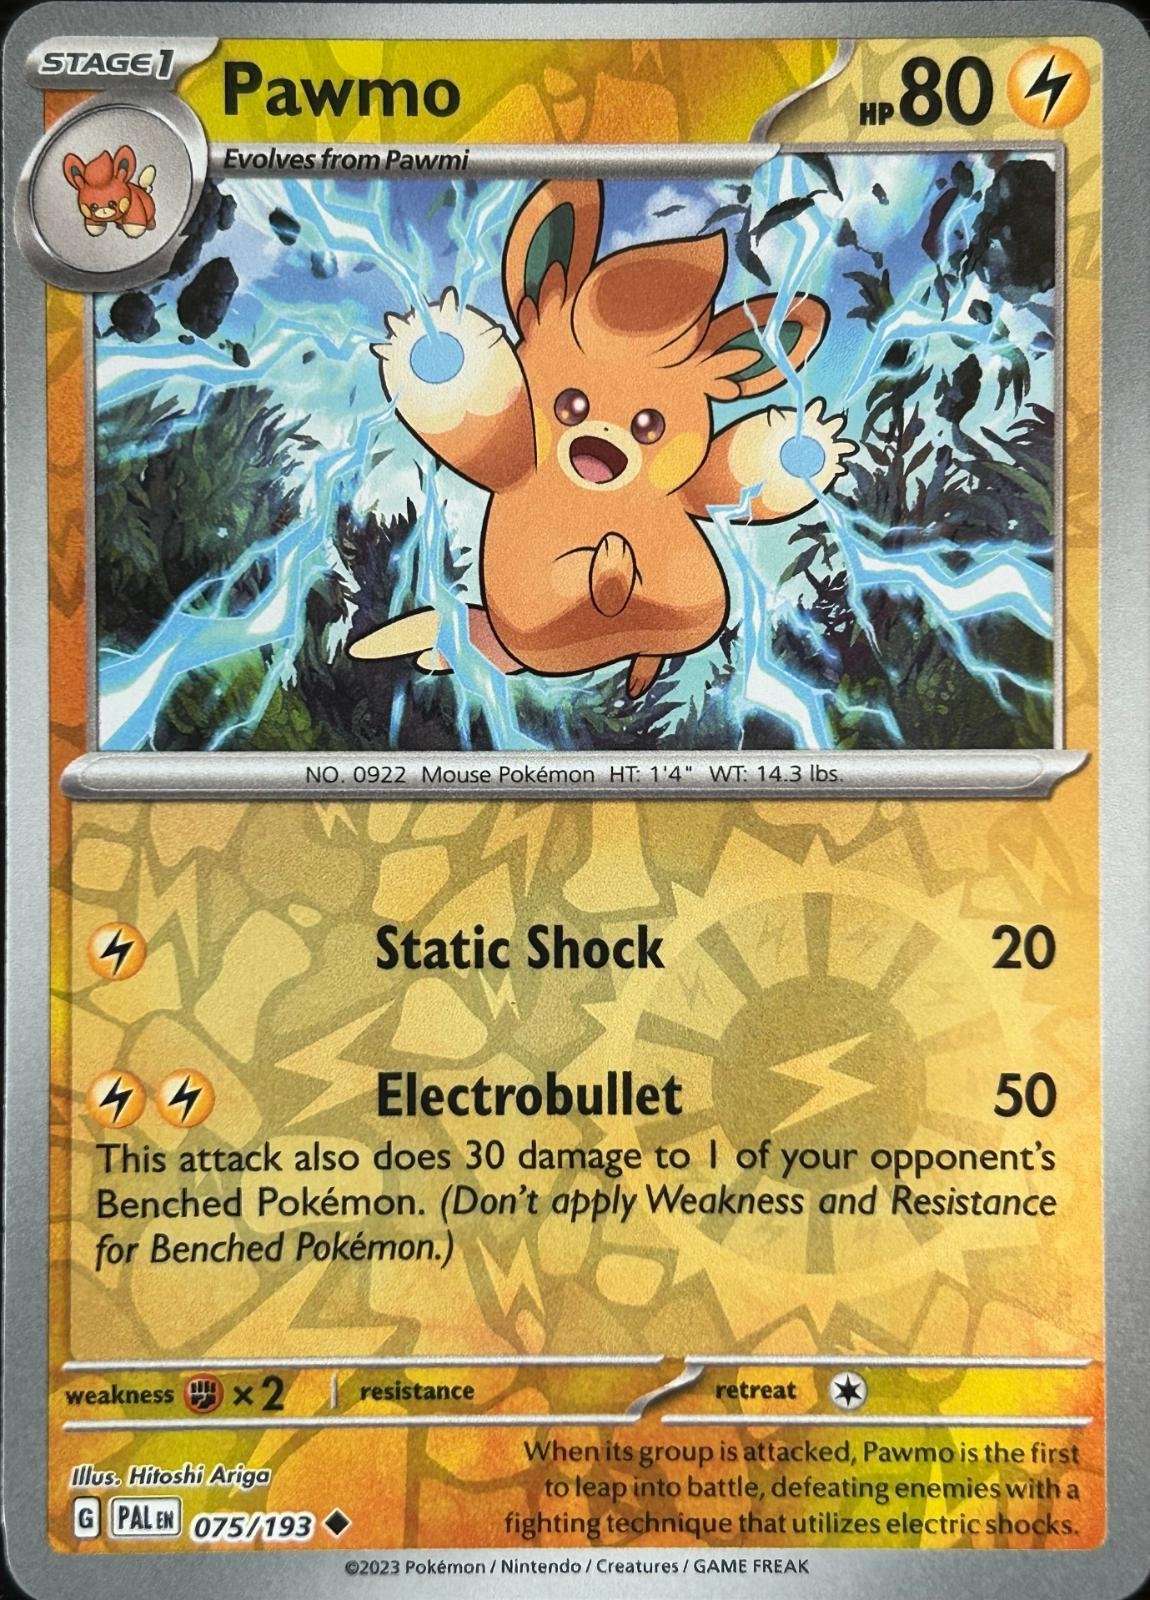 STAGE 1
Pawmo
HP 80
Evolves from Pawmi
NO. 0922 Mouse Pokémon HT: 1'4" WT: 14.3 lbs.
Static Shock 20
Electrobullet 50
This attack also does 30 damage to 1 of your opponent's
Benched Pokémon. (Don't apply Weakness and Resistance
for Benched Pokémon.)
weakness ×2 resistance retreat
When its group is attacked, Pawmo is the first
to leap into battle, defeating enemies with a
fighting technique that utilizes electric shocks.
Illus. Hitoshi Ariga
G PAL EN 075/193
©2023 Pokémon / Nintendo / Creatures / GAME FREAK